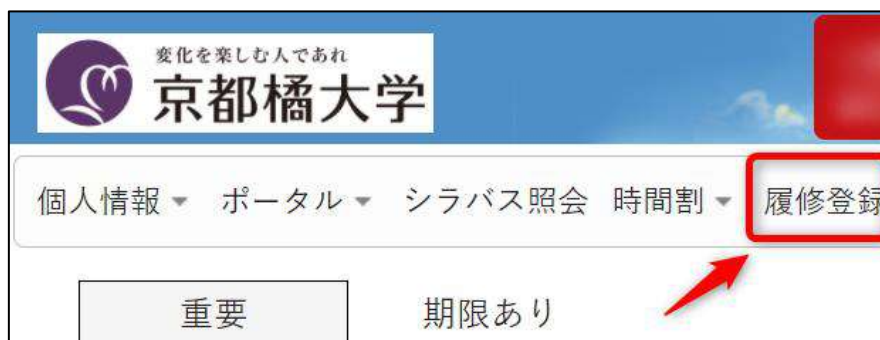 変化を楽しむ人であれ
京都橘大学
個人情報 ポータル シラバス照会 時間割 履修登録
重要 期限あり